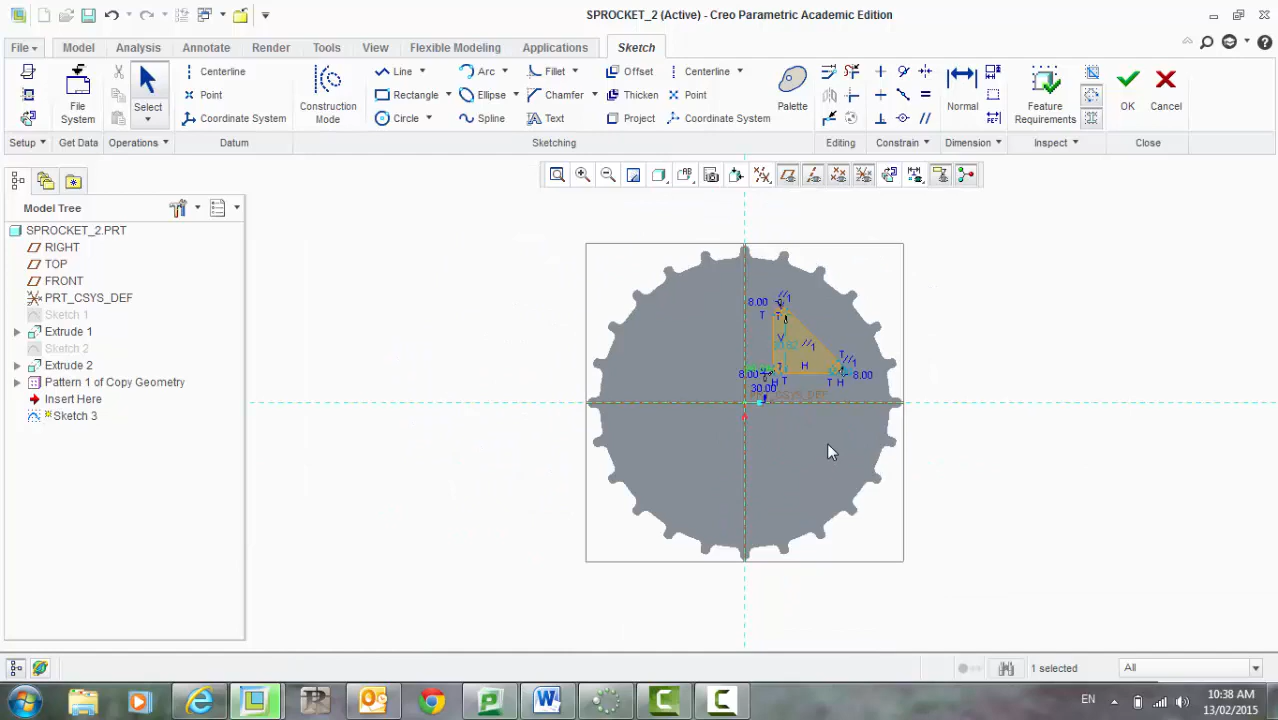 SPROCKET_2 (Active) - Creo Parametric Academic Edition
File Model Analysis Annotate Render Tools View Flexible Modeling Applications Sketch
File System
Select
Centerline
Point
Coordinate System
Construction Mode
Line Arc Fillet Offset Centerline
Rectangle Ellipse Chamfer Thicken Point
Circle Spline Text Project Coordinate System
Palette
Normal
Feature Requirements
OK Cancel
Setup Get Data Operations Datum Sketching Editing Constrain Dimension Inspect Close
Model Tree
SPROCKET_2.PRT
RIGHT
TOP
FRONT
PRT_CSYS_DEF
Sketch 1
Extrude 1
Sketch 2
Extrude 2
Pattern 1 of Copy Geometry
Insert Here
Sketch 3
8.00 //1
T T
V //1 T //1
H
8.00 8.00
H T T H
30.00
PRT_CSYS_DEF
1 selected All
EN 10:38 AM
13/02/2015